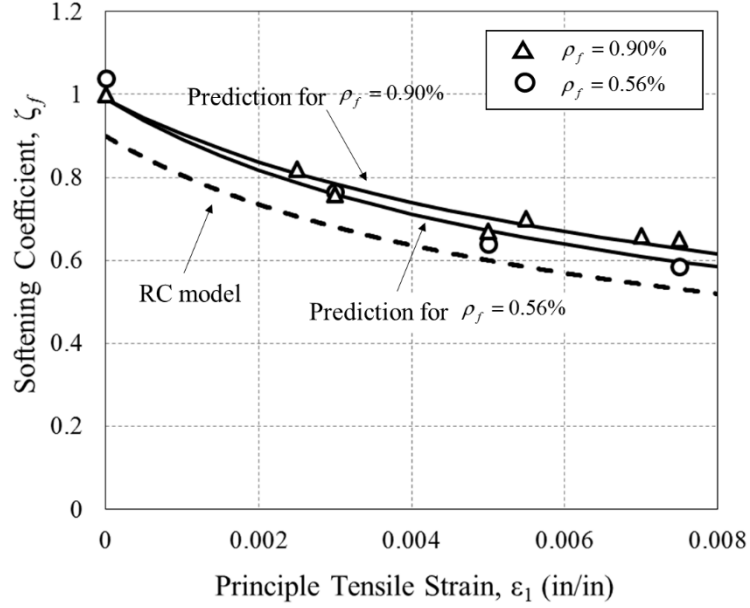 1.2
1
0.8
0.6
0.4
0.2
0
0
0.002
0.004
0.006
0.008
Softening Coefficient, ζf
Principle Tensile Strain, ε1 (in/in)
ρf = 0.90%
ρf = 0.56%
Prediction for ρf = 0.90%
RC model
Prediction for ρf = 0.56%